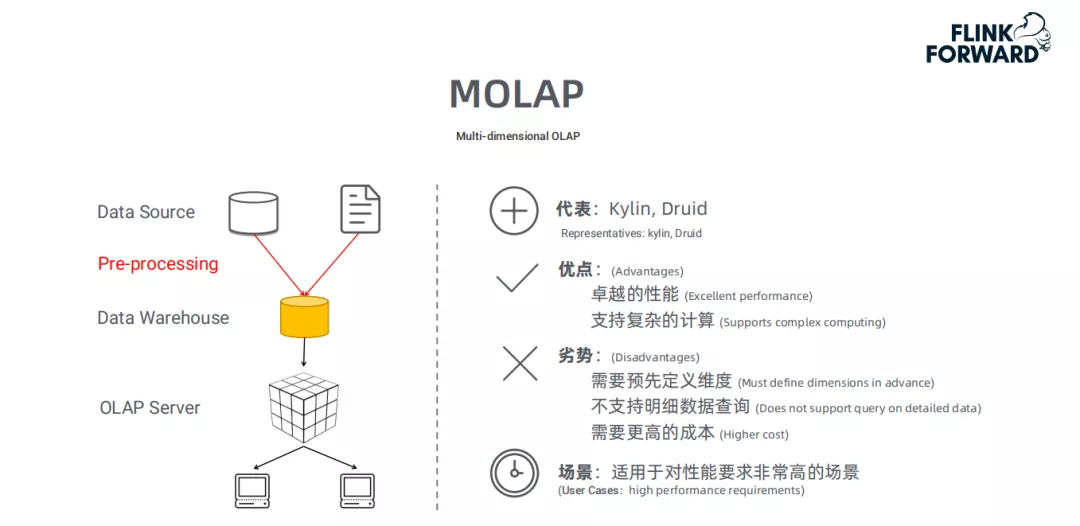 FLINK
FORWARD
MOLAP
Multi-dimensional OLAP
Data Source
Pre-processing
Data Warehouse
OLAP Server
代表：Kylin, Druid
Representatives: kylin, Druid
优点：(Advantages)
卓越的性能 (Excellent performance)
支持复杂的计算 (Supports complex computing)
劣势：(Disadvantages)
需要预先定义维度 (Must define dimensions in advance)
不支持明细数据查询 (Does not support query on detailed data)
需要更高的成本 (Higher cost)
场景：适用于对性能要求非常高的场景
(User Cases：high performance requirements)